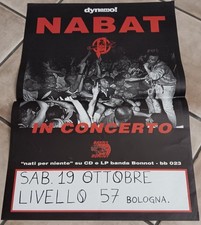 dynamo!
NABAT
IN CONCERTO
"nati per niente" su CD e LP banda Bonnot - bb 023
SAB. 19 OTTOBRE
LIVELLO 57 BOLOGNA.